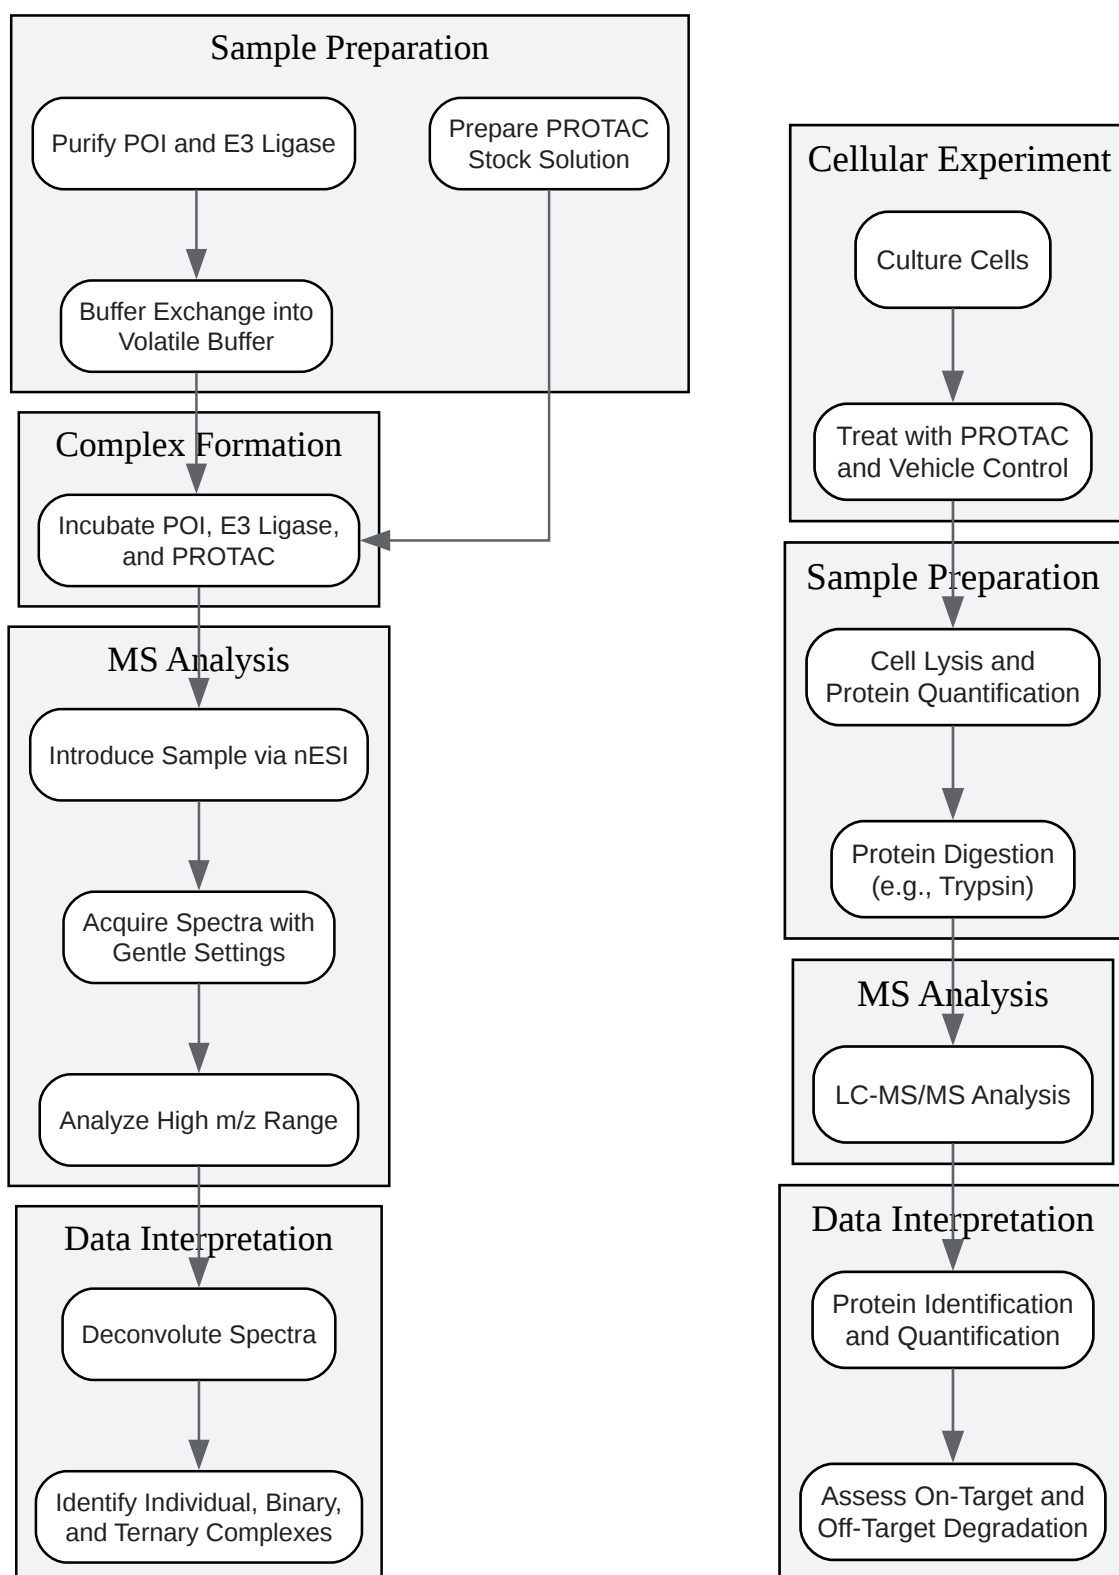 Sample Preparation
Purify POI and E3 Ligase
Prepare PROTAC
Stock Solution
Buffer Exchange into
Volatile Buffer
Complex Formation
Incubate POI, E3 Ligase,
and PROTAC
MS Analysis
Introduce Sample via nESI
Acquire Spectra with
Gentle Settings
Analyze High m/z Range
Data Interpretation
Deconvolute Spectra
Identify Individual, Binary,
and Ternary Complexes
Cellular Experiment
Culture Cells
Treat with PROTAC
and Vehicle Control
Sample Preparation
Cell Lysis and
Protein Quantification
Protein Digestion
(e.g., Trypsin)
MS Analysis
LC-MS/MS Analysis
Data Interpretation
Protein Identification
and Quantification
Assess On-Target and
Off-Target Degradation